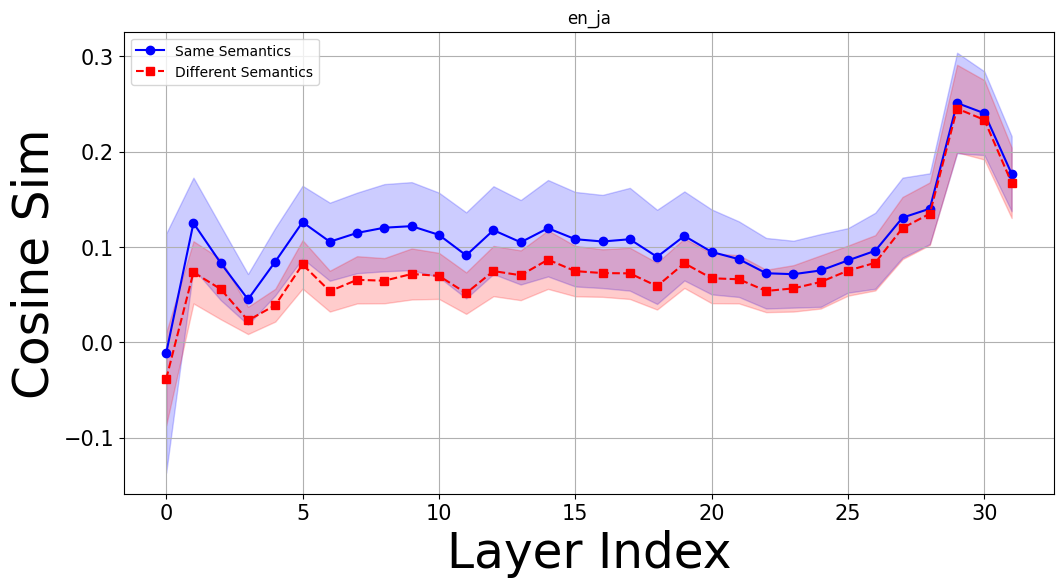 en_ja
Same Semantics
Different Semantics
Cosine Sim
0.3
0.2
0.1
0.0
−0.1
0 5 10 15 20 25 30
Layer Index